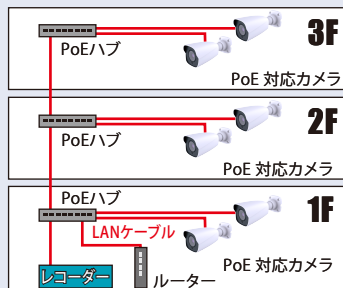 3F
PoEハブ
PoE 対応カメラ
2F
PoEハブ
PoE 対応カメラ
PoEハブ
1F
LANケーブル
PoE 対応カメラ
レコーダー
ルーター